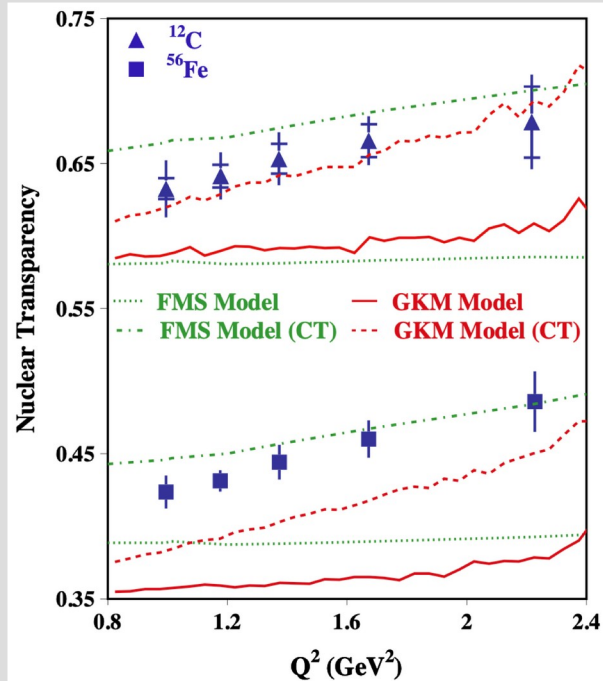 0.75
¹²C
⁵⁶Fe
0.65
Nuclear Transparency
0.55
FMS Model
GKM Model
FMS Model (CT)
GKM Model (CT)
0.45
0.35
0.8
1.2
1.6
2
2.4
Q² (GeV²)